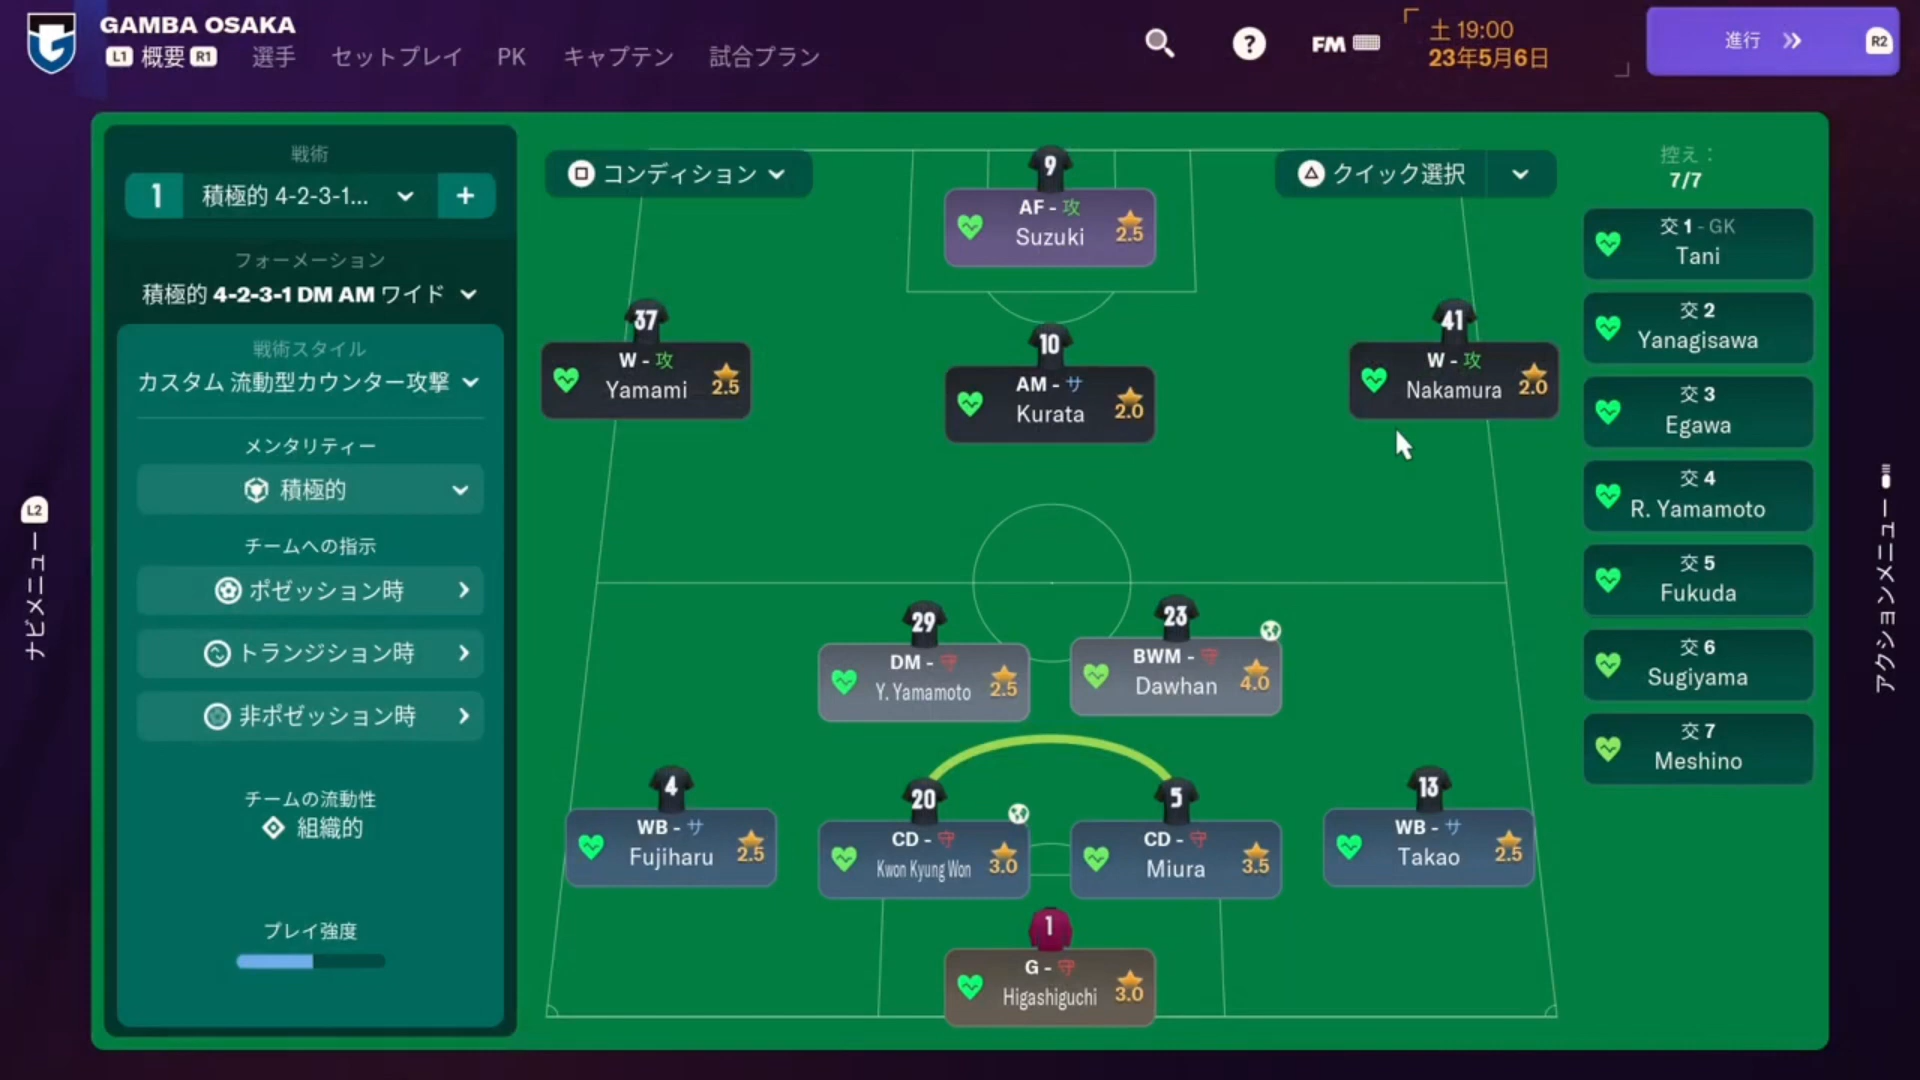 GAMBA OSAKA
L1 概要 R1 選手 セットプレイ PK キャプテン 試合プラン
?
FM
土 19:00
23年5月6日
進行
R2
L2
ナビメニュー
アクションメニュー
戦術
1 積極的 4-2-3-1... +
フォーメーション
積極的 4-2-3-1 DM AM ワイド
戦術スタイル
カスタム 流動型カウンター攻撃
メンタリティー
積極的
チームへの指示
ポゼッション時
トランジション時
非ポゼッション時
チームの流動性
組織的
プレイ強度
コンディション
クイック選択
9
AF - 攻
Suzuki
2.5
37
W - 攻
Yamami
2.5
10
AM - サ
Kurata
2.0
41
W - 攻
Nakamura
2.0
29
DM - 守
Y. Yamamoto
2.5
23
BWM - 守
Dawhan
4.0
4
WB - サ
Fujiharu
2.5
20
CD - 守
Kwon Kyung Won
3.0
5
CD - 守
Miura
3.5
13
WB - サ
Takao
2.5
1
G - 守
Higashiguchi
3.0
控え：
7/7
交 1 - GK
Tani
交 2
Yanagisawa
交 3
Egawa
交 4
R. Yamamoto
交 5
Fukuda
交 6
Sugiyama
交 7
Meshino